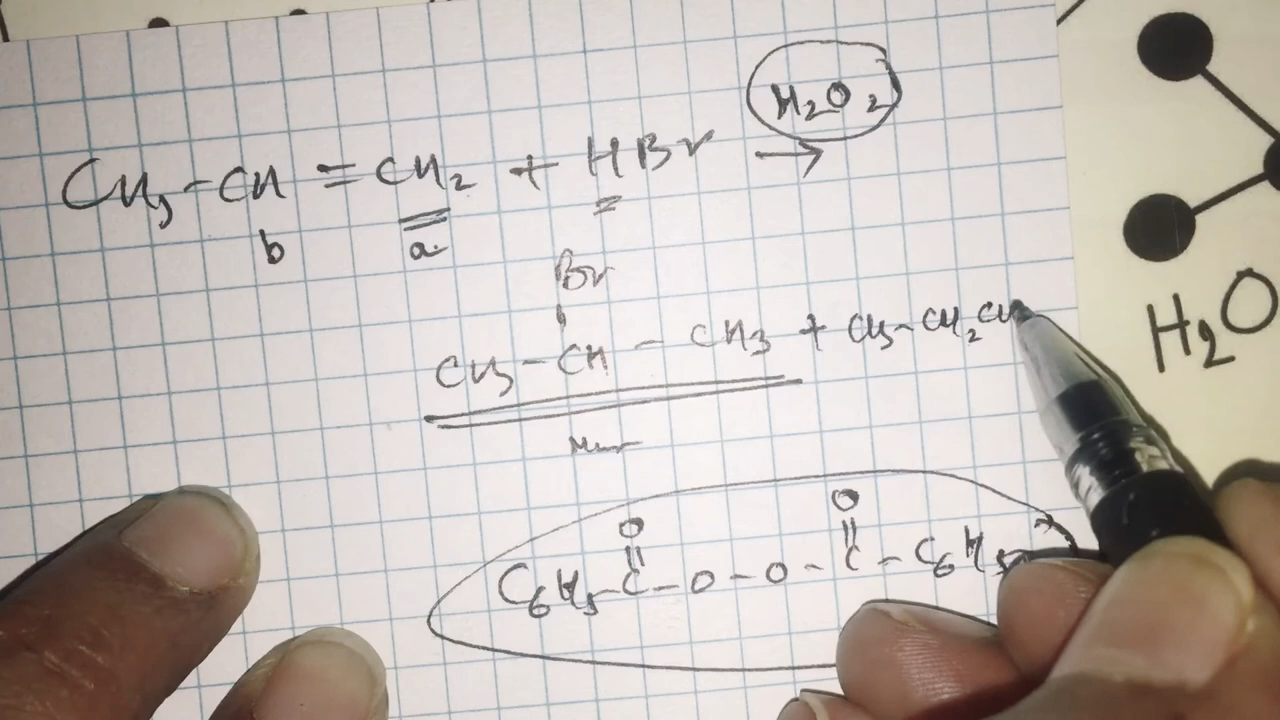 H2O2
CH3-CH=CH2 + HBr →
b a
Br
CH3-CH-CH3 + CH3-CH2CH
O O
C6H5-C-O-O-C-C6H5
H2O